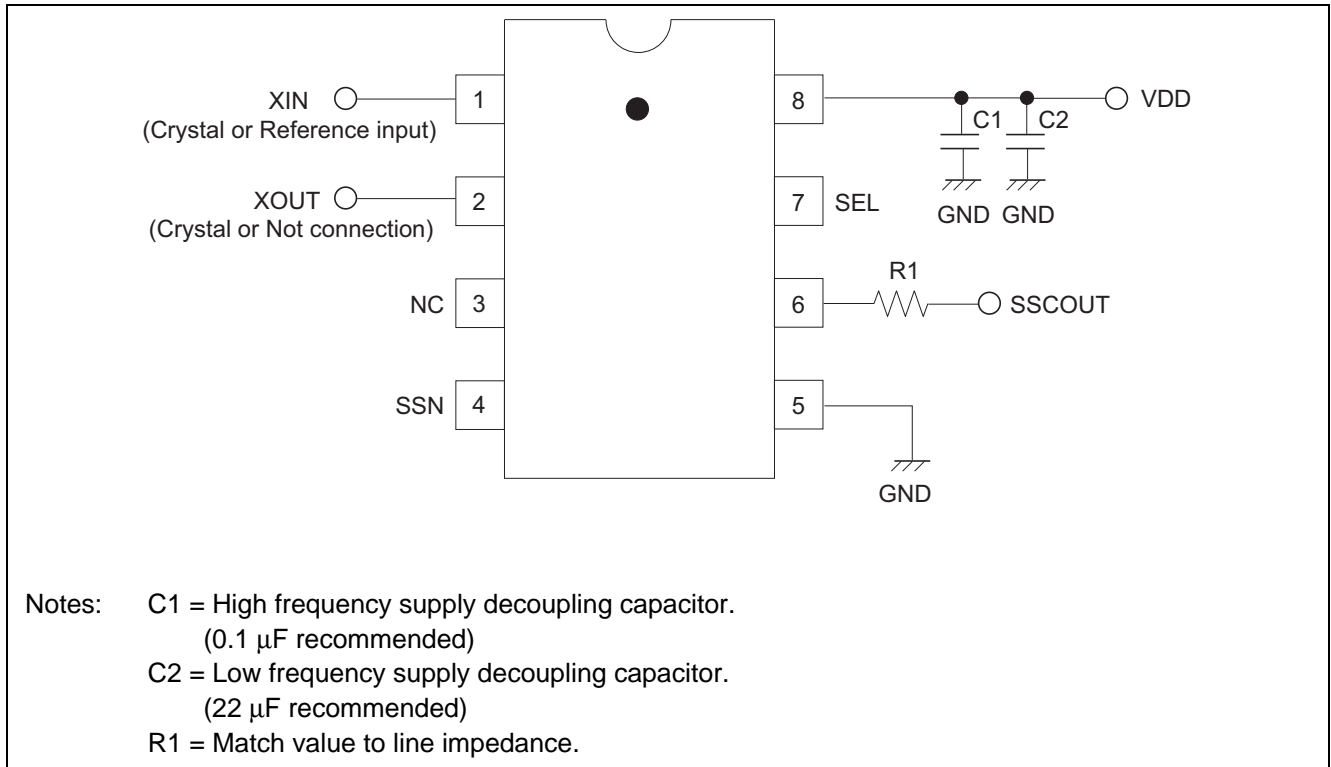 XIN
1
8
VDD
(Crystal or Reference input)
C1
C2
XOUT
2
7
SEL
(Crystal or Not connection)
GND
GND
R1
NC
3
6
SSCOUT
SSN
4
5
GND
Notes: C1 = High frequency supply decoupling capacitor.
(0.1 μF recommended)
C2 = Low frequency supply decoupling capacitor.
(22 μF recommended)
R1 = Match value to line impedance.